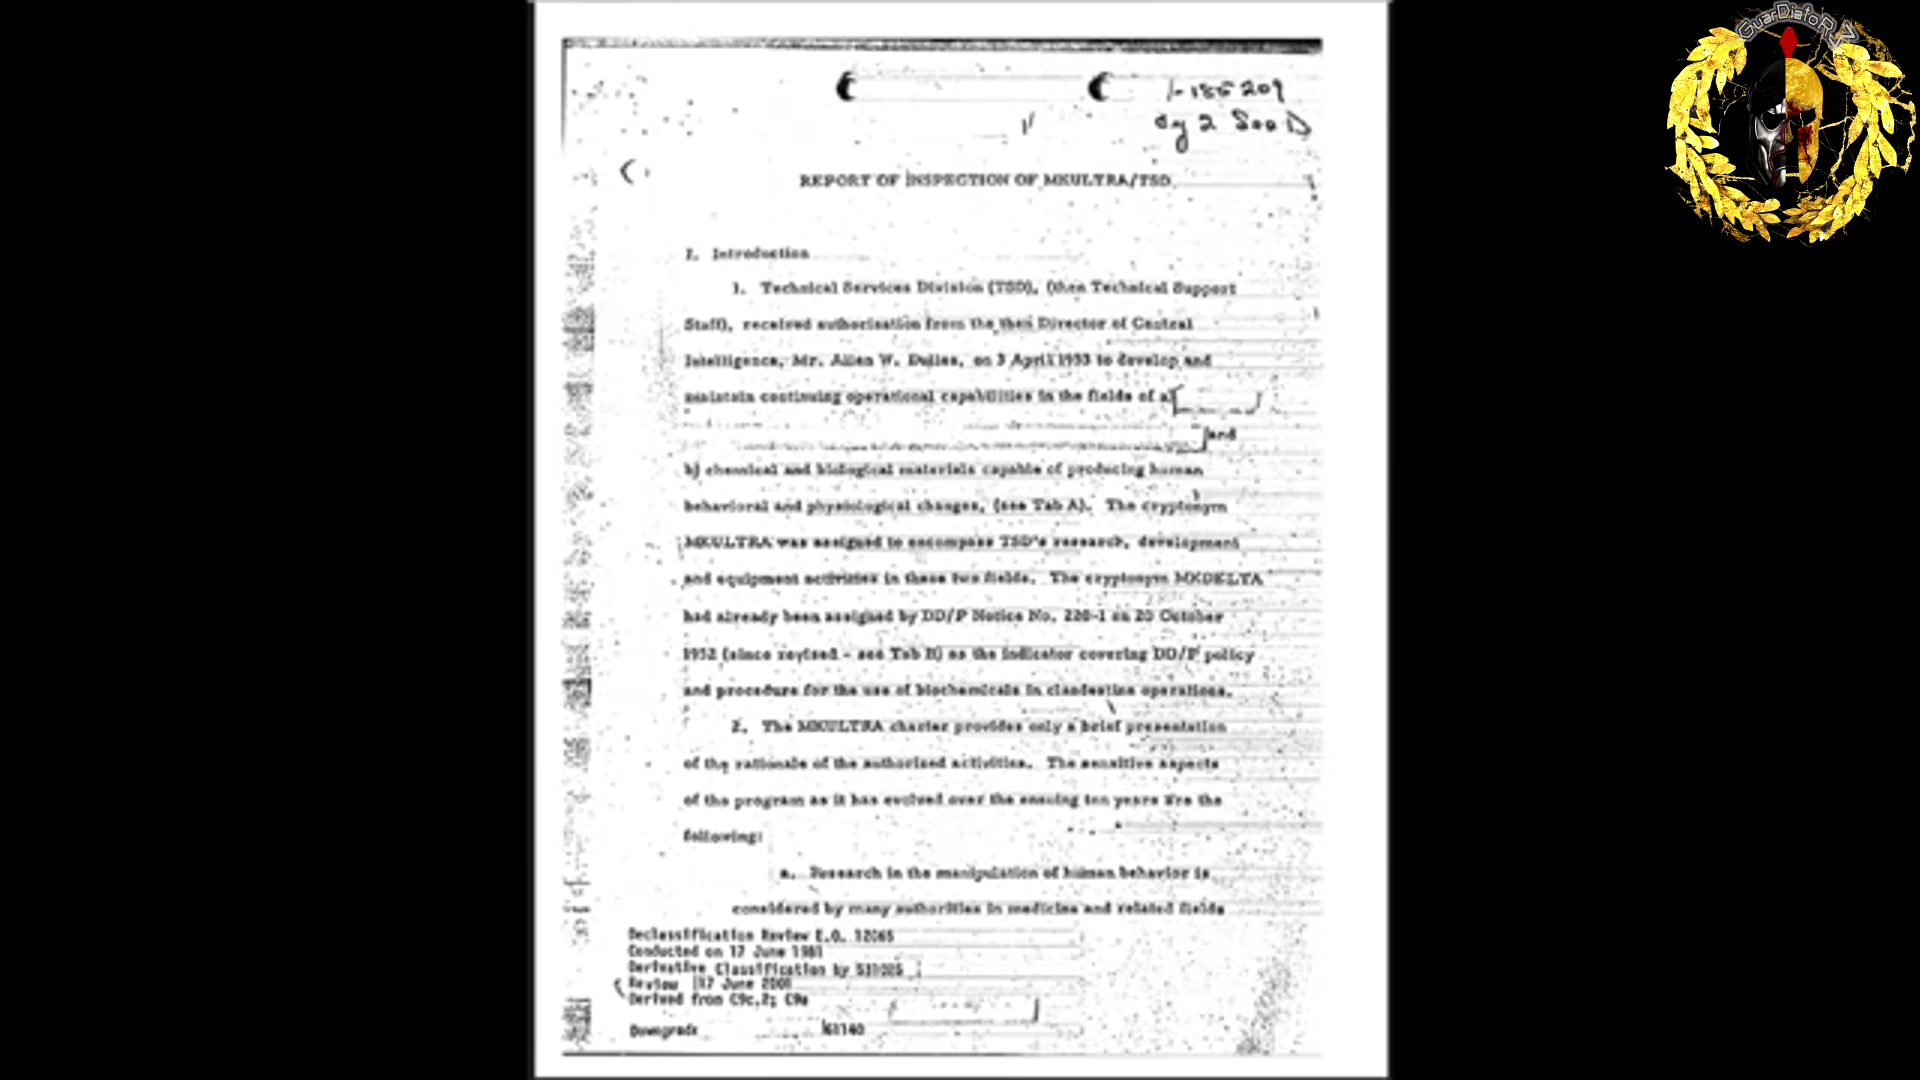 GuarDiatoR
1-185209
cy 2 See D
REPORT OF INSPECTION OF MKULTRA/TSD
I. Introduction
1. Technical Services Division (TSD), (then Technical Support
Staff), received authorization from the then Director of Central
Intelligence, Mr. Allen W. Dulles, on 3 April 1953 to develop and
maintain continuing operational capabilities in the fields of a)
and
b) chemical and biological materials capable of producing human
behavioral and physiological changes, (see Tab A). The cryptonym
MKULTRA was assigned to encompass TSD's research, development
and equipment activities in these two fields. The cryptonym MKDELTA
had already been assigned by DD/P Notice No. 220-1 on 20 October
1952 (since revised - see Tab B) as the indicator covering DD/P policy
and procedure for the use of biochemicals in clandestine operations.
2. The MKULTRA charter provides only a brief presentation
of the rationale of the authorized activities. The sensitive aspects
of the program as it has evolved over the ensuing ten years are the
following:
a. Research in the manipulation of human behavior is
considered by many authorities in medicine and related fields
Declassification Review E.O. 12065
Conducted on 17 June 1981
Derivative Classification by
Review 17 June 2001
Derived from C9c.2; C9a
Downgrade